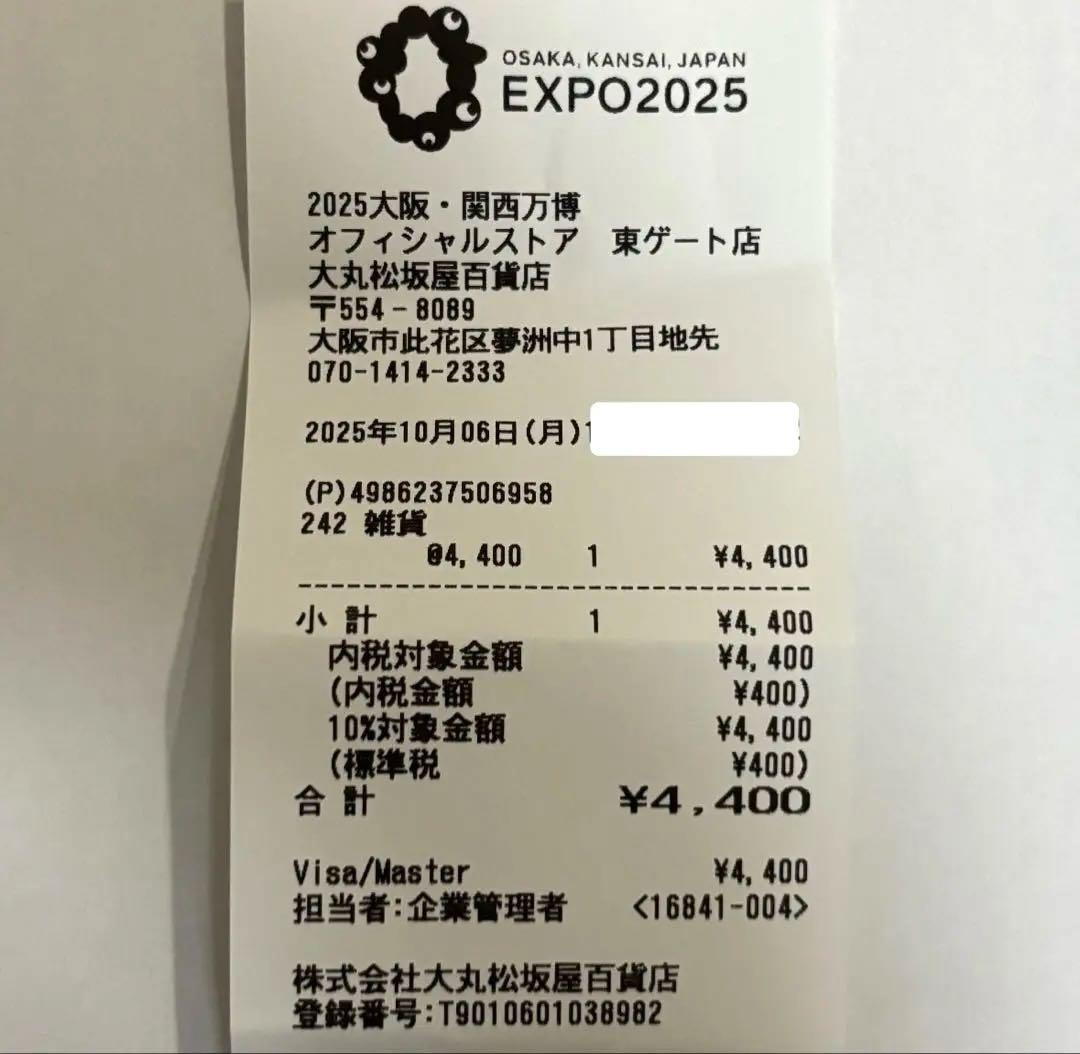 OSAKA, KANSAI, JAPAN
EXPO2025
2025大阪・関西万博
オフィシャルストア 東ゲート店
大丸松坂屋百貨店
〒554-8089
大阪市此花区夢洲中1丁目地先
070-1414-2333
2025年10月06日(月)
(P)4986237506958
242 雑貨
@4,400 1 ¥4,400
小 計 1 ¥4,400
内税対象金額 ¥4,400
(内税金額 ¥400)
10%対象金額 ¥4,400
(標準税 ¥400)
合 計 ¥4,400
Visa/Master ¥4,400
担当者:企業管理者 <16841-004>
株式会社大丸松坂屋百貨店
登録番号:T9010601038982